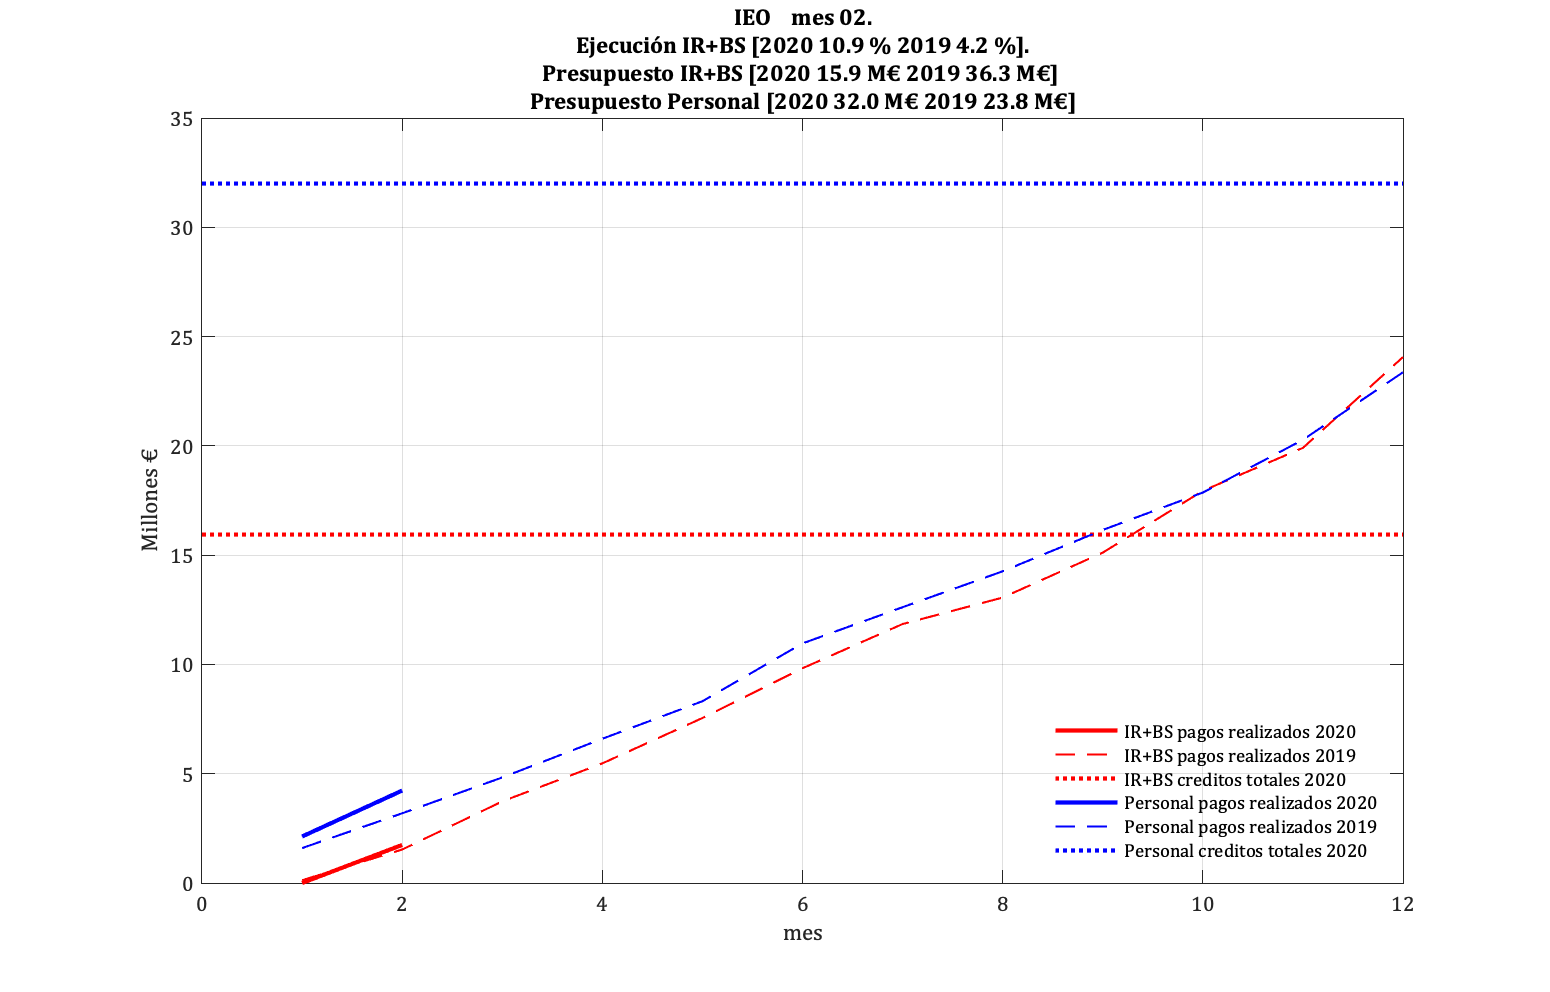 IEO    mes 02.
Ejecución IR+BS [2020 10.9 % 2019 4.2 %].
Presupuesto IR+BS [2020 15.9 M€ 2019 36.3 M€]
Presupuesto Personal [2020 32.0 M€ 2019 23.8 M€]
35
30
25
20
15
10
5
0
Millones €
0 2 4 6 8 10 12
mes
IR+BS pagos realizados 2020
IR+BS pagos realizados 2019
IR+BS creditos totales 2020
Personal pagos realizados 2020
Personal pagos realizados 2019
Personal creditos totales 2020